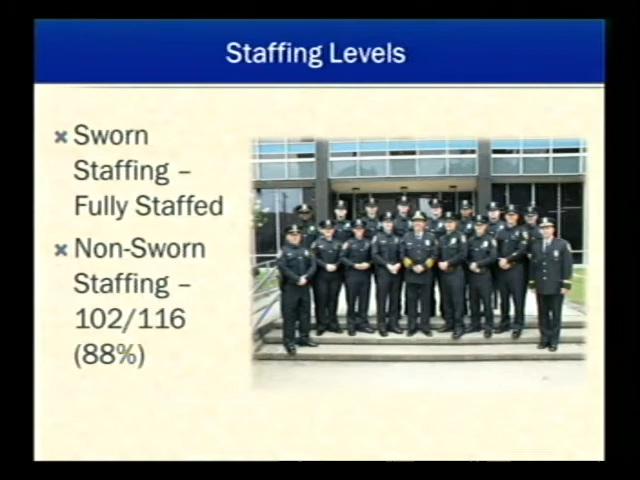 Staffing Levels
Sworn
Staffing –
Fully Staffed
Non-Sworn
Staffing –
102/116
(88%)